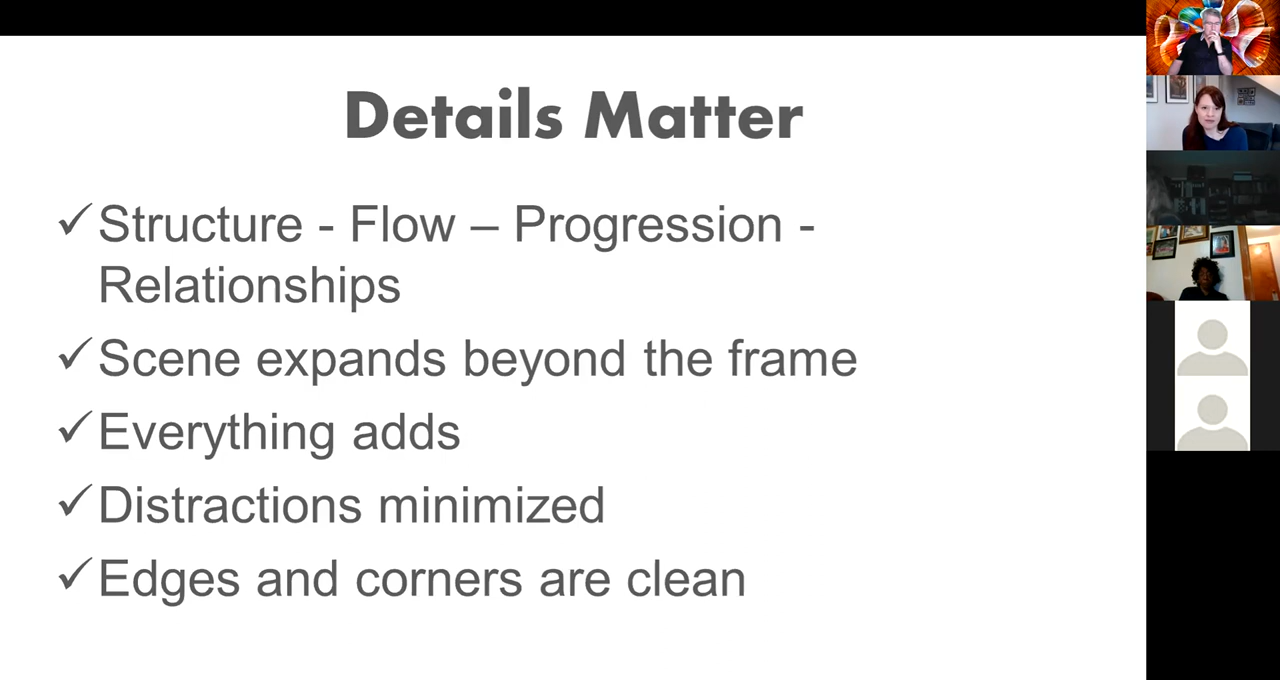 Details Matter
✓Structure - Flow – Progression -
Relationships
✓Scene expands beyond the frame
✓Everything adds
✓Distractions minimized
✓Edges and corners are clean